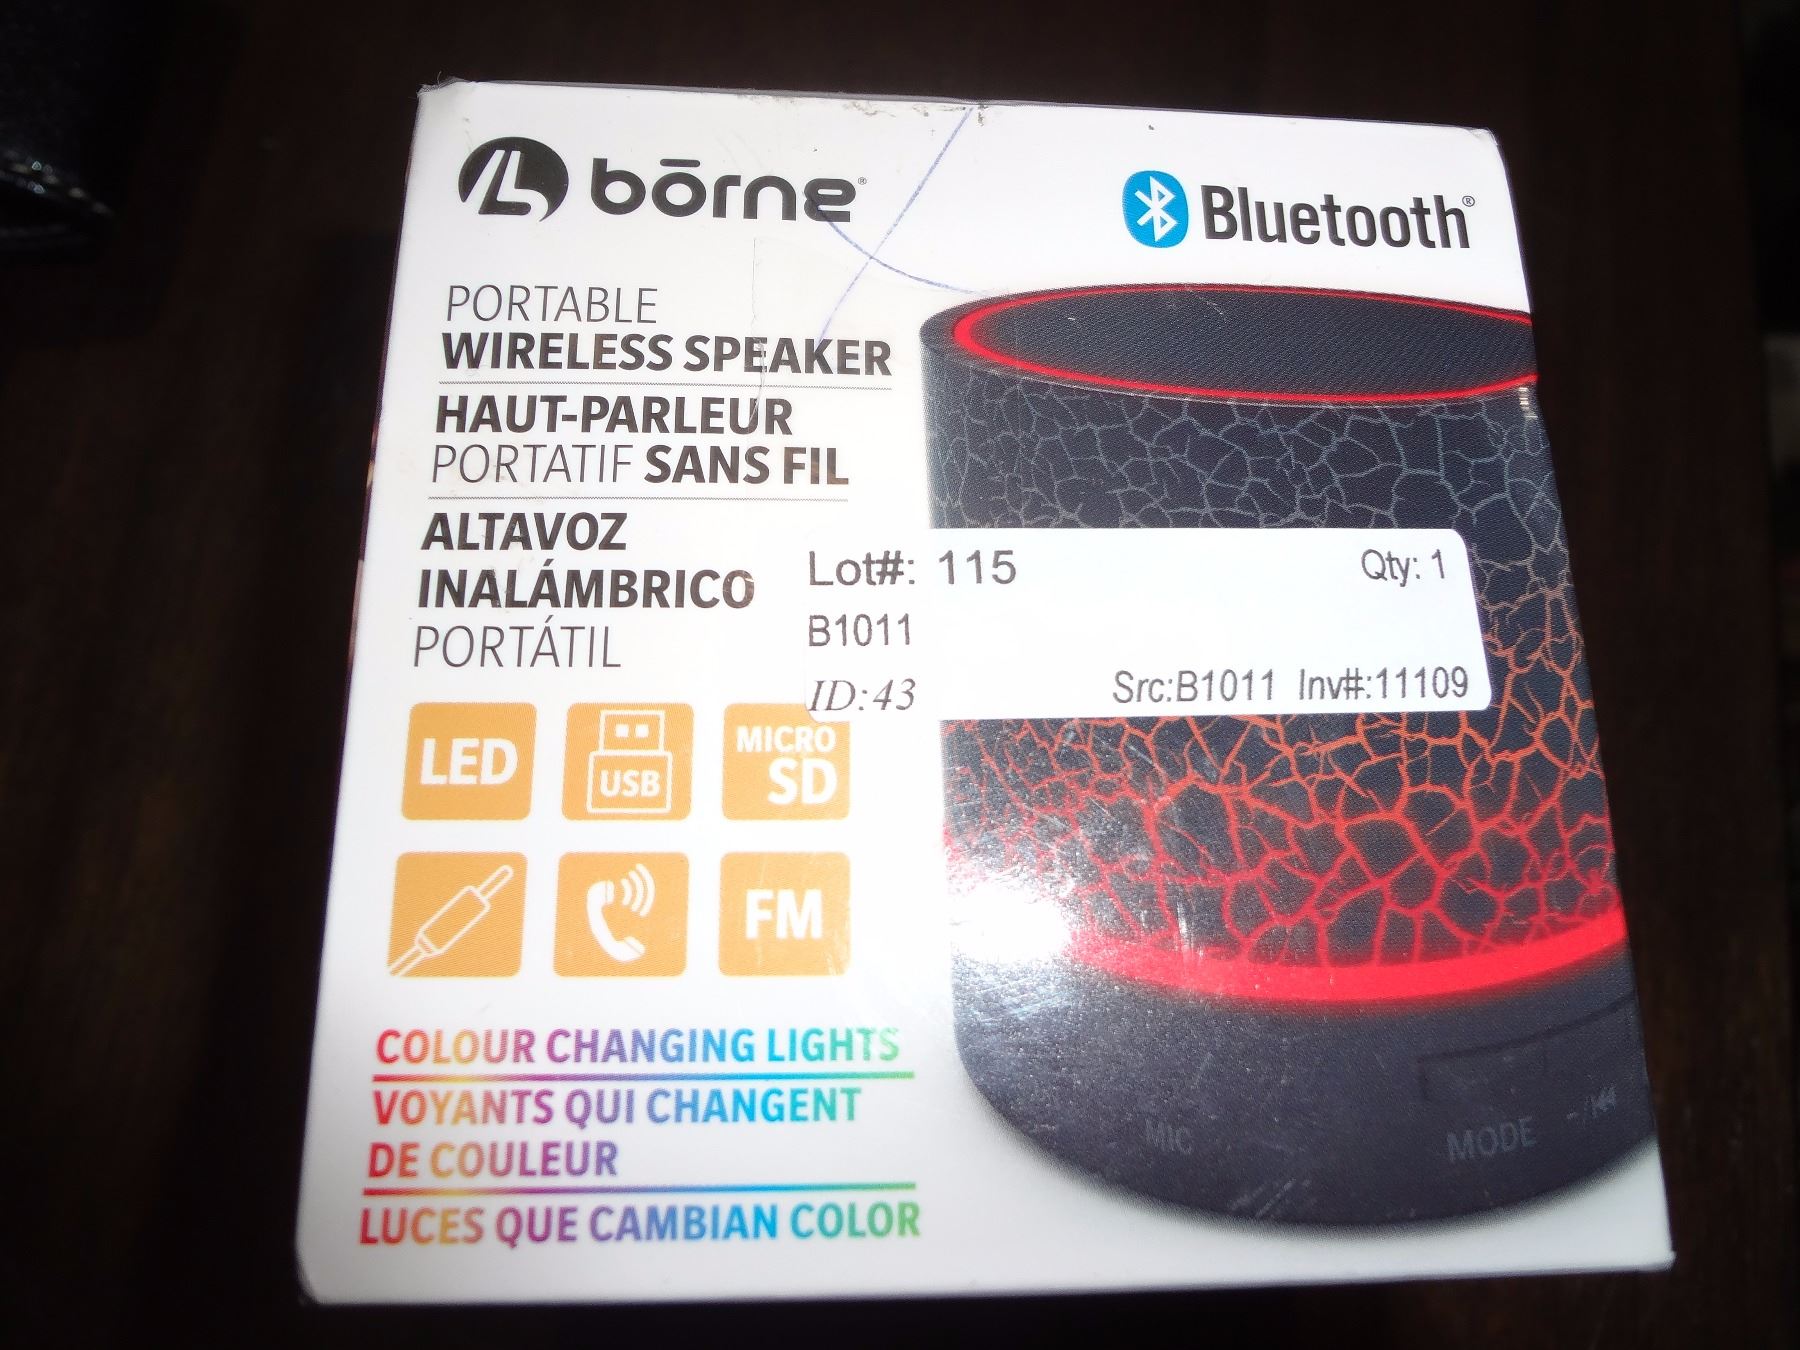 bōrne®
Bluetooth®
PORTABLE
WIRELESS SPEAKER
HAUT-PARLEUR
PORTATIF SANS FIL
ALTAVOZ
INALÁMBRICO
PORTÁTIL
Lot#: 115 Qty: 1
B1011
ID:43 Src:B1011 Inv#:11109
LED
USB
MICRO
SD
FM
COLOUR CHANGING LIGHTS
VOYANTS QUI CHANGENT
DE COULEUR
LUCES QUE CAMBIAN COLOR
MIC
MODE
-/⏮